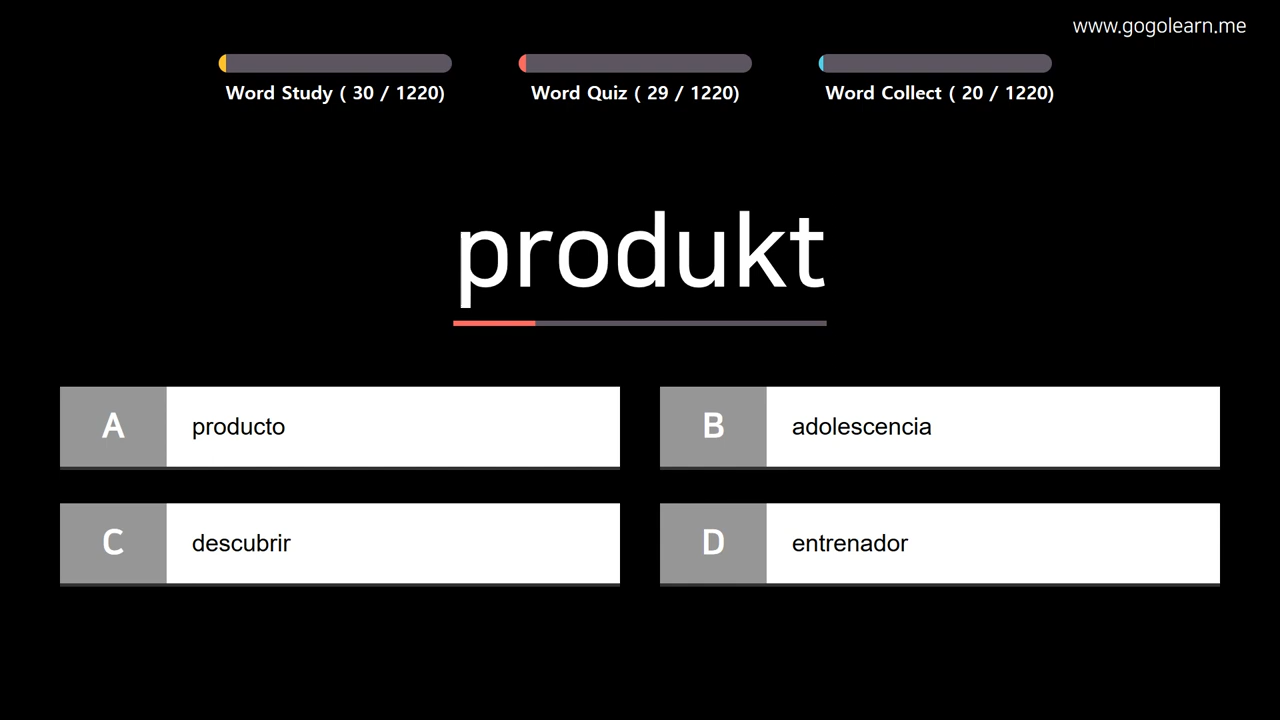 www.gogolearn.me
Word Study ( 30 / 1220)
Word Quiz ( 29 / 1220)
Word Collect ( 20 / 1220)
produkt
A producto
B adolescencia
C descubrir
D entrenador